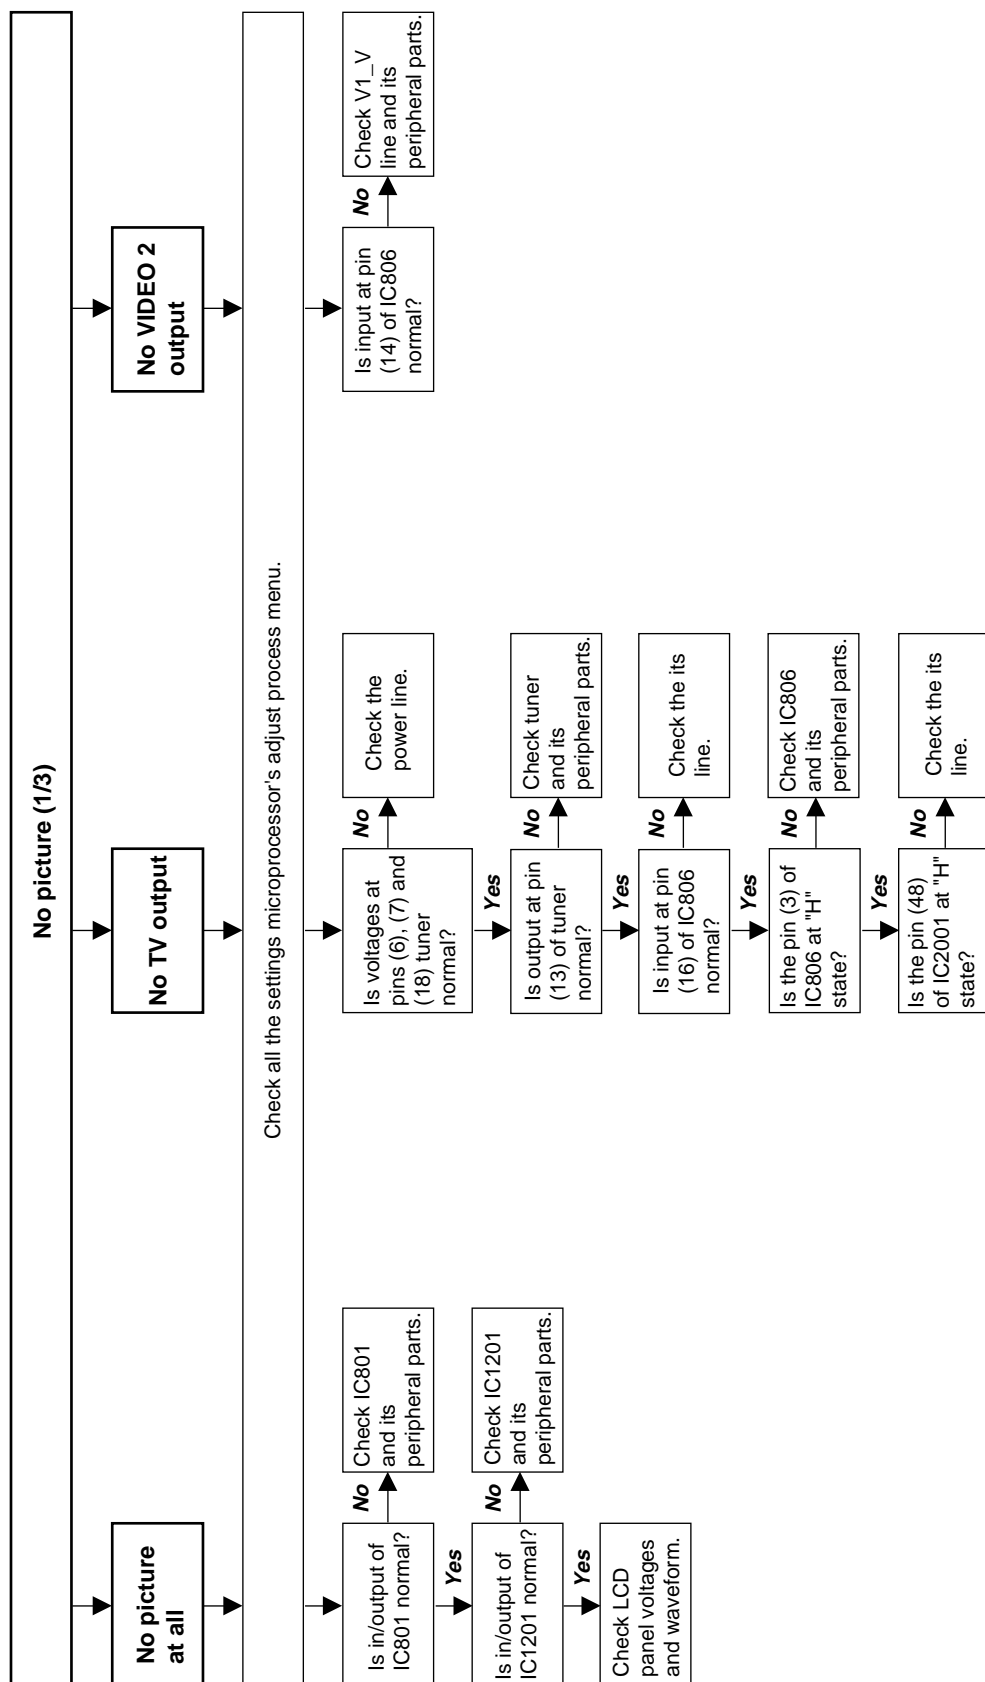 No picture (1/3)
No picture
at all
No TV output
No VIDEO 2
output
Check all the settings microprocessor's adjust process menu.
Is in/output of
IC801 normal?
No
Check IC801
and its
peripheral parts.
Yes
Is in/output of
IC1201 normal?
No
Check IC1201
and its
peripheral parts.
Yes
Check LCD
panel voltages
and waveform.
Is voltages at
pins (6), (7) and
(18) tuner
normal?
No
Check the
power line.
Yes
Is output at pin
(13) of tuner
normal?
No
Check tuner
and its
peripheral parts.
Yes
Is input at pin
(16) of IC806
normal?
No
Check the its
line.
Yes
Is the pin (3) of
IC806 at "H"
state?
No
Check IC806
and its
peripheral parts.
Yes
Is the pin (48)
of IC2001 at "H"
state?
No
Check the its
line.
Is input at pin
(14) of IC806
normal?
No
Check V1_V
line and its
peripheral parts.